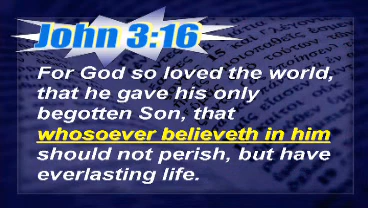 John 3:16
For God so loved the world,
that he gave his only
begotten Son, that
whosoever believeth in him
should not perish, but have
everlasting life.